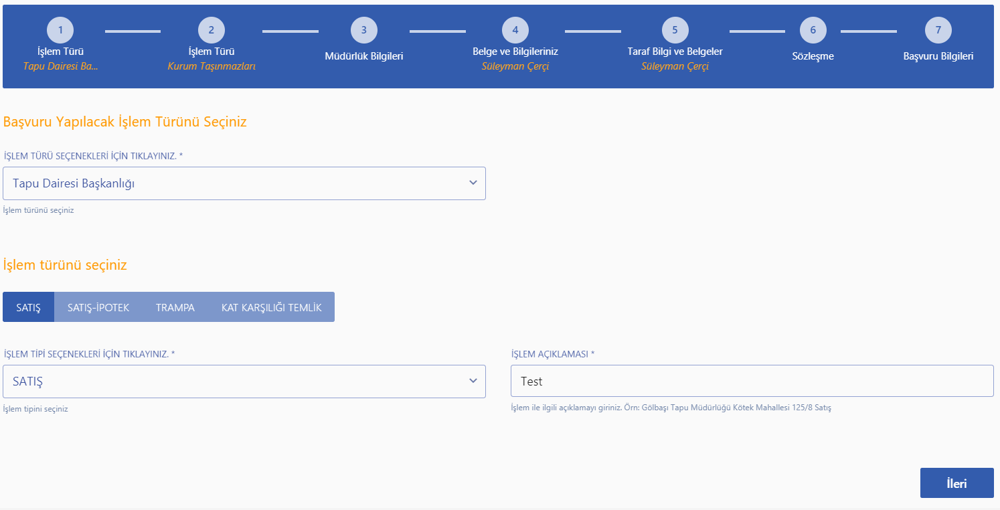 1
İşlem Türü
Tapu Dairesi Ba...
2
İşlem Türü
Kurum Taşınmazları
3
Müdürlük Bilgileri
4
Belge ve Bilgileriniz
Süleyman Çerçi
5
Taraf Bilgi ve Belgeler
Süleyman Çerçi
6
Sözleşme
7
Başvuru Bilgileri
Başvuru Yapılacak İşlem Türünü Seçiniz
İŞLEM TÜRÜ SEÇENEKLERİ İÇİN TIKLAYINIZ. *
Tapu Dairesi Başkanlığı
İşlem türünü seçiniz
İşlem türünü seçiniz
SATIŞ SATIŞ-İPOTEK TRAMPA KAT KARŞILIĞI TEMLİK
İŞLEM TİPİ SEÇENEKLERİ İÇİN TIKLAYINIZ. *
SATIŞ
İşlem tipini seçiniz
İŞLEM AÇIKLAMASI *
Test
İşlem ile ilgili açıklamayı giriniz. Örn: Gölbaşı Tapu Müdürlüğü Kötek Mahallesi 125/8 Satış
İleri